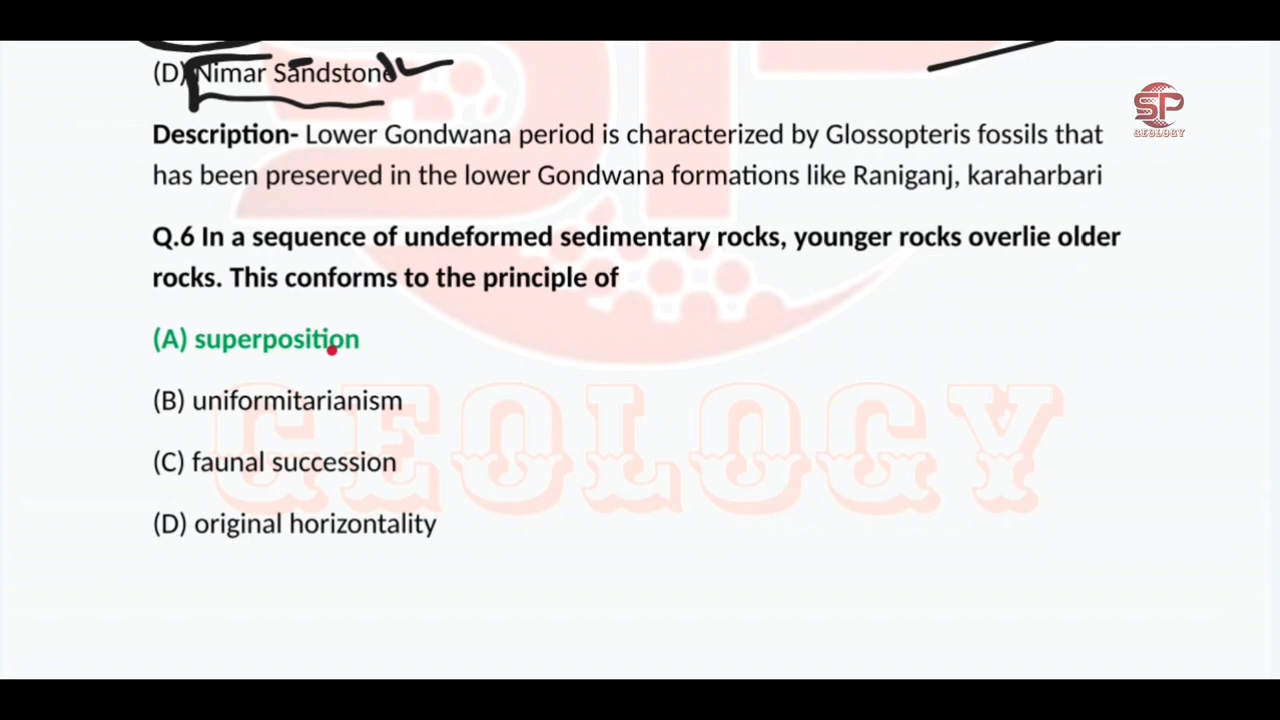 (D) Nimar Sandstone
SP
GEOLOGY
Description- Lower Gondwana period is characterized by Glossopteris fossils that
has been preserved in the lower Gondwana formations like Raniganj, karaharbari
Q.6 In a sequence of undeformed sedimentary rocks, younger rocks overlie older
rocks. This conforms to the principle of
(A) superposition
(B) uniformitarianism
(C) faunal succession
(D) original horizontality
SP
GEOLOGY